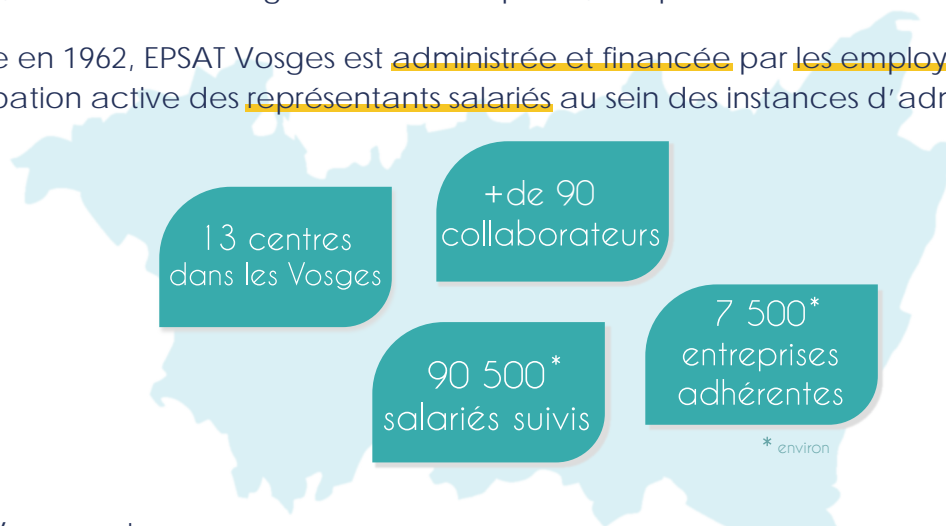 e en 1962, EPSAT Vosges est administrée et financée par les employ
pation active des représentants salariés au sein des instances d'adm
13 centres
dans les Vosges
+de 90
collaborateurs
90 500*
salariés suivis
7 500*
entreprises
adhérentes
* environ